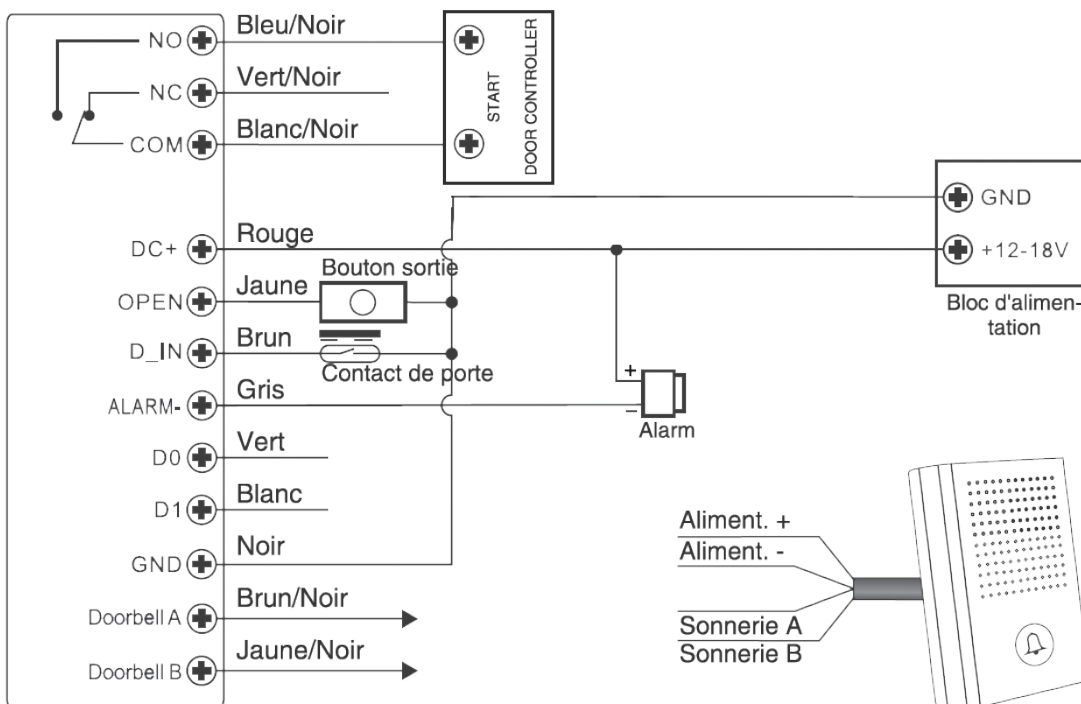 NO
Bleu/Noir
NC
Vert/Noir
COM
Blanc/Noir
START
DOOR CONTROLLER
DC+
Rouge
Bouton sortie
OPEN
Jaune
D_IN
Brun
Contact de porte
ALARM-
Gris
+
−
Alarm
D0
Vert
D1
Blanc
GND
Noir
Doorbell A
Brun/Noir
Doorbell B
Jaune/Noir
GND
+12-18V
Bloc d'alimen-
tation
Aliment. +
Aliment. -
Sonnerie A
Sonnerie B